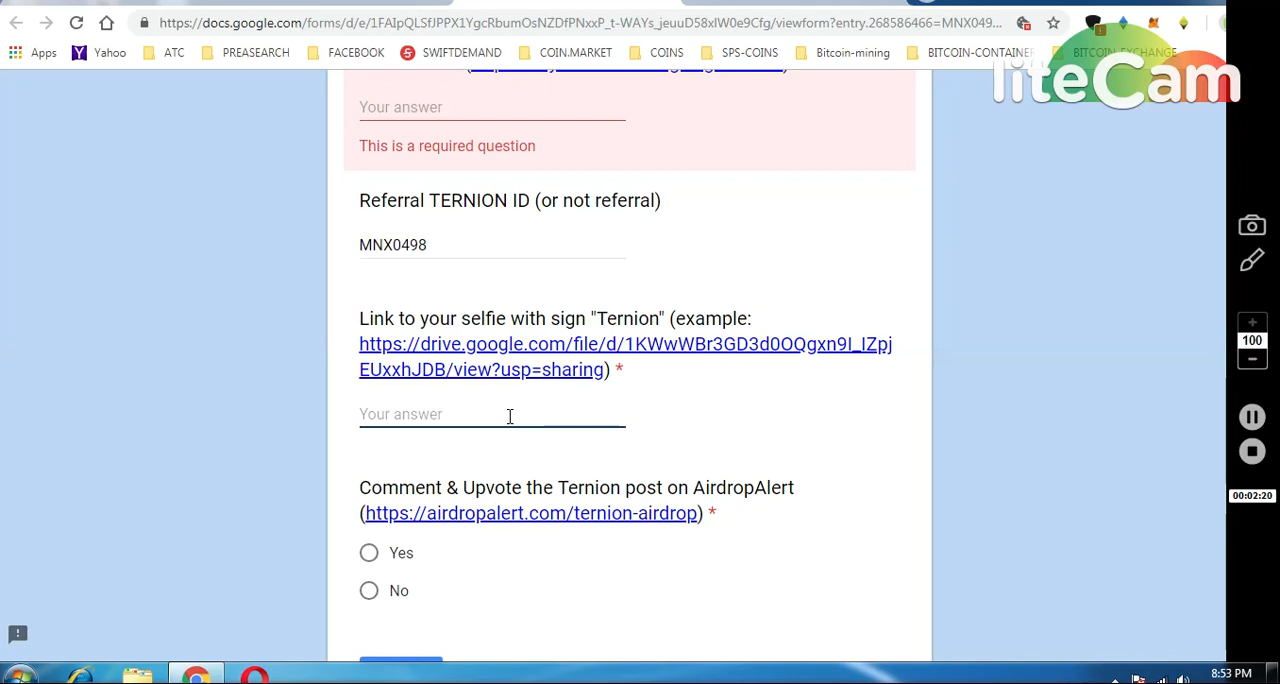 https://docs.google.com/forms/d/e/1FAIpQLSfJPPX1YgcRbumOsNZDfPNxxP_t-WAYs_jeuuD58xIW0e9Cfg/viewform?entry.268586466=MNX049...
Apps Yahoo ATC PREASEARCH FACEBOOK SWIFTDEMAND COIN.MARKET COINS SPS-COINS Bitcoin-mining BITCOIN-CONTAINER BITCOIN-EXCHANGE
liteCam
Your answer
This is a required question
Referral TERNION ID (or not referral)
MNX0498
Link to your selfie with sign "Ternion" (example:
https://drive.google.com/file/d/1KWwWBr3GD3d0OQgxn9I_IZpj
EUxxhJDB/view?usp=sharing) *
100
Your answer
00:02:20
Comment & Upvote the Ternion post on AirdropAlert
(https://airdropalert.com/ternion-airdrop) *
Yes
No
8:53 PM